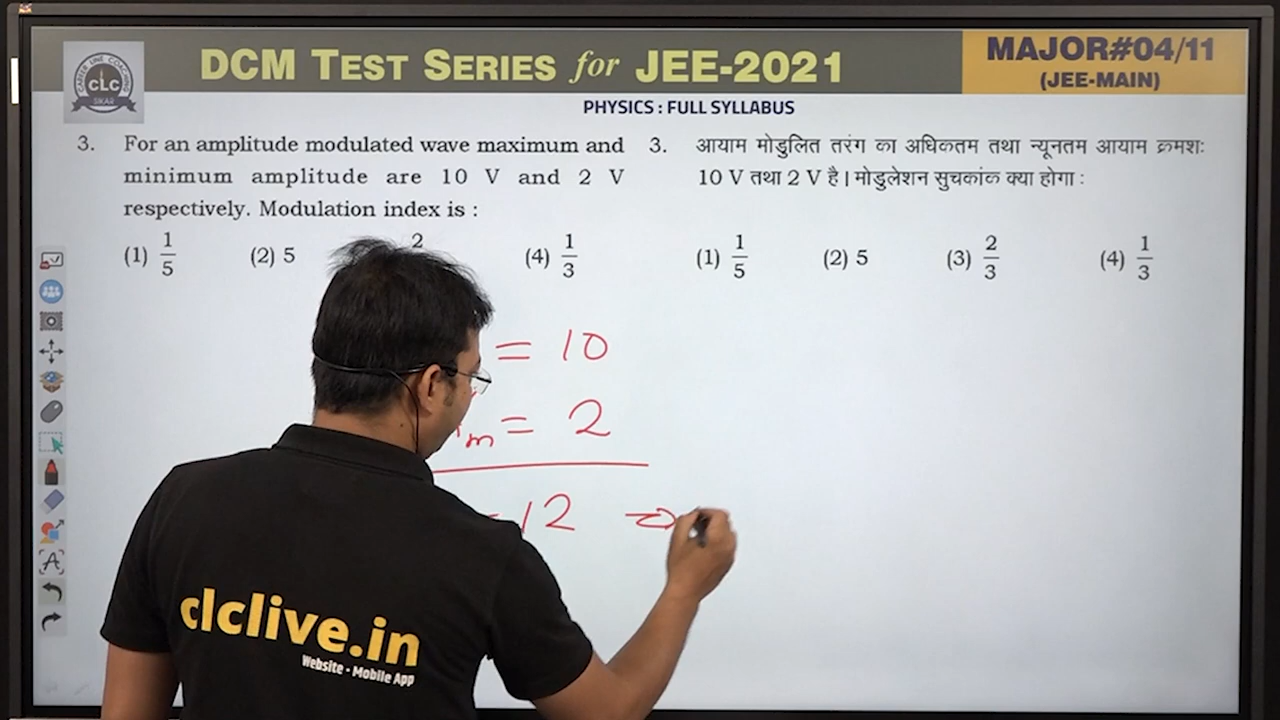 DCM TEST SERIES for JEE-2021
MAJOR#04/11
(JEE-MAIN)
CLC
SIKAR
PHYSICS : FULL SYLLABUS
3. For an amplitude modulated wave maximum and
minimum amplitude are 10 V and 2 V
respectively. Modulation index is :
(1) 1/5 (2) 5 2 (4) 1/3
3. आयाम मोडुलित तरंग का अधिकतम तथा न्यूनतम आयाम क्रमशः
10 V तथा 2 V है। मोडुलेशन सुचकांक क्या होगा :
(1) 1/5 (2) 5 (3) 2/3 (4) 1/3
= 10
m = 2
= 12 ⇒
clclive.in
Website - Mobile App